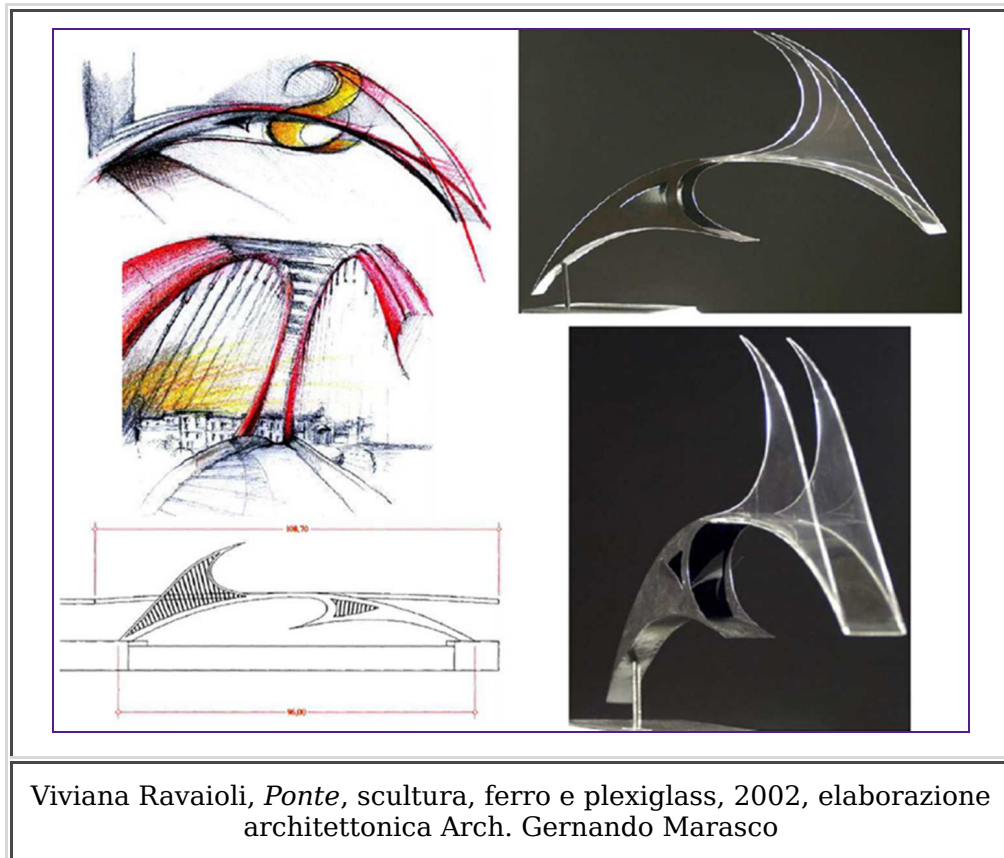 108,70
96,00
Viviana Ravaioli, Ponte, scultura, ferro e plexiglass, 2002, elaborazione
architettonica Arch. Gernando Marasco